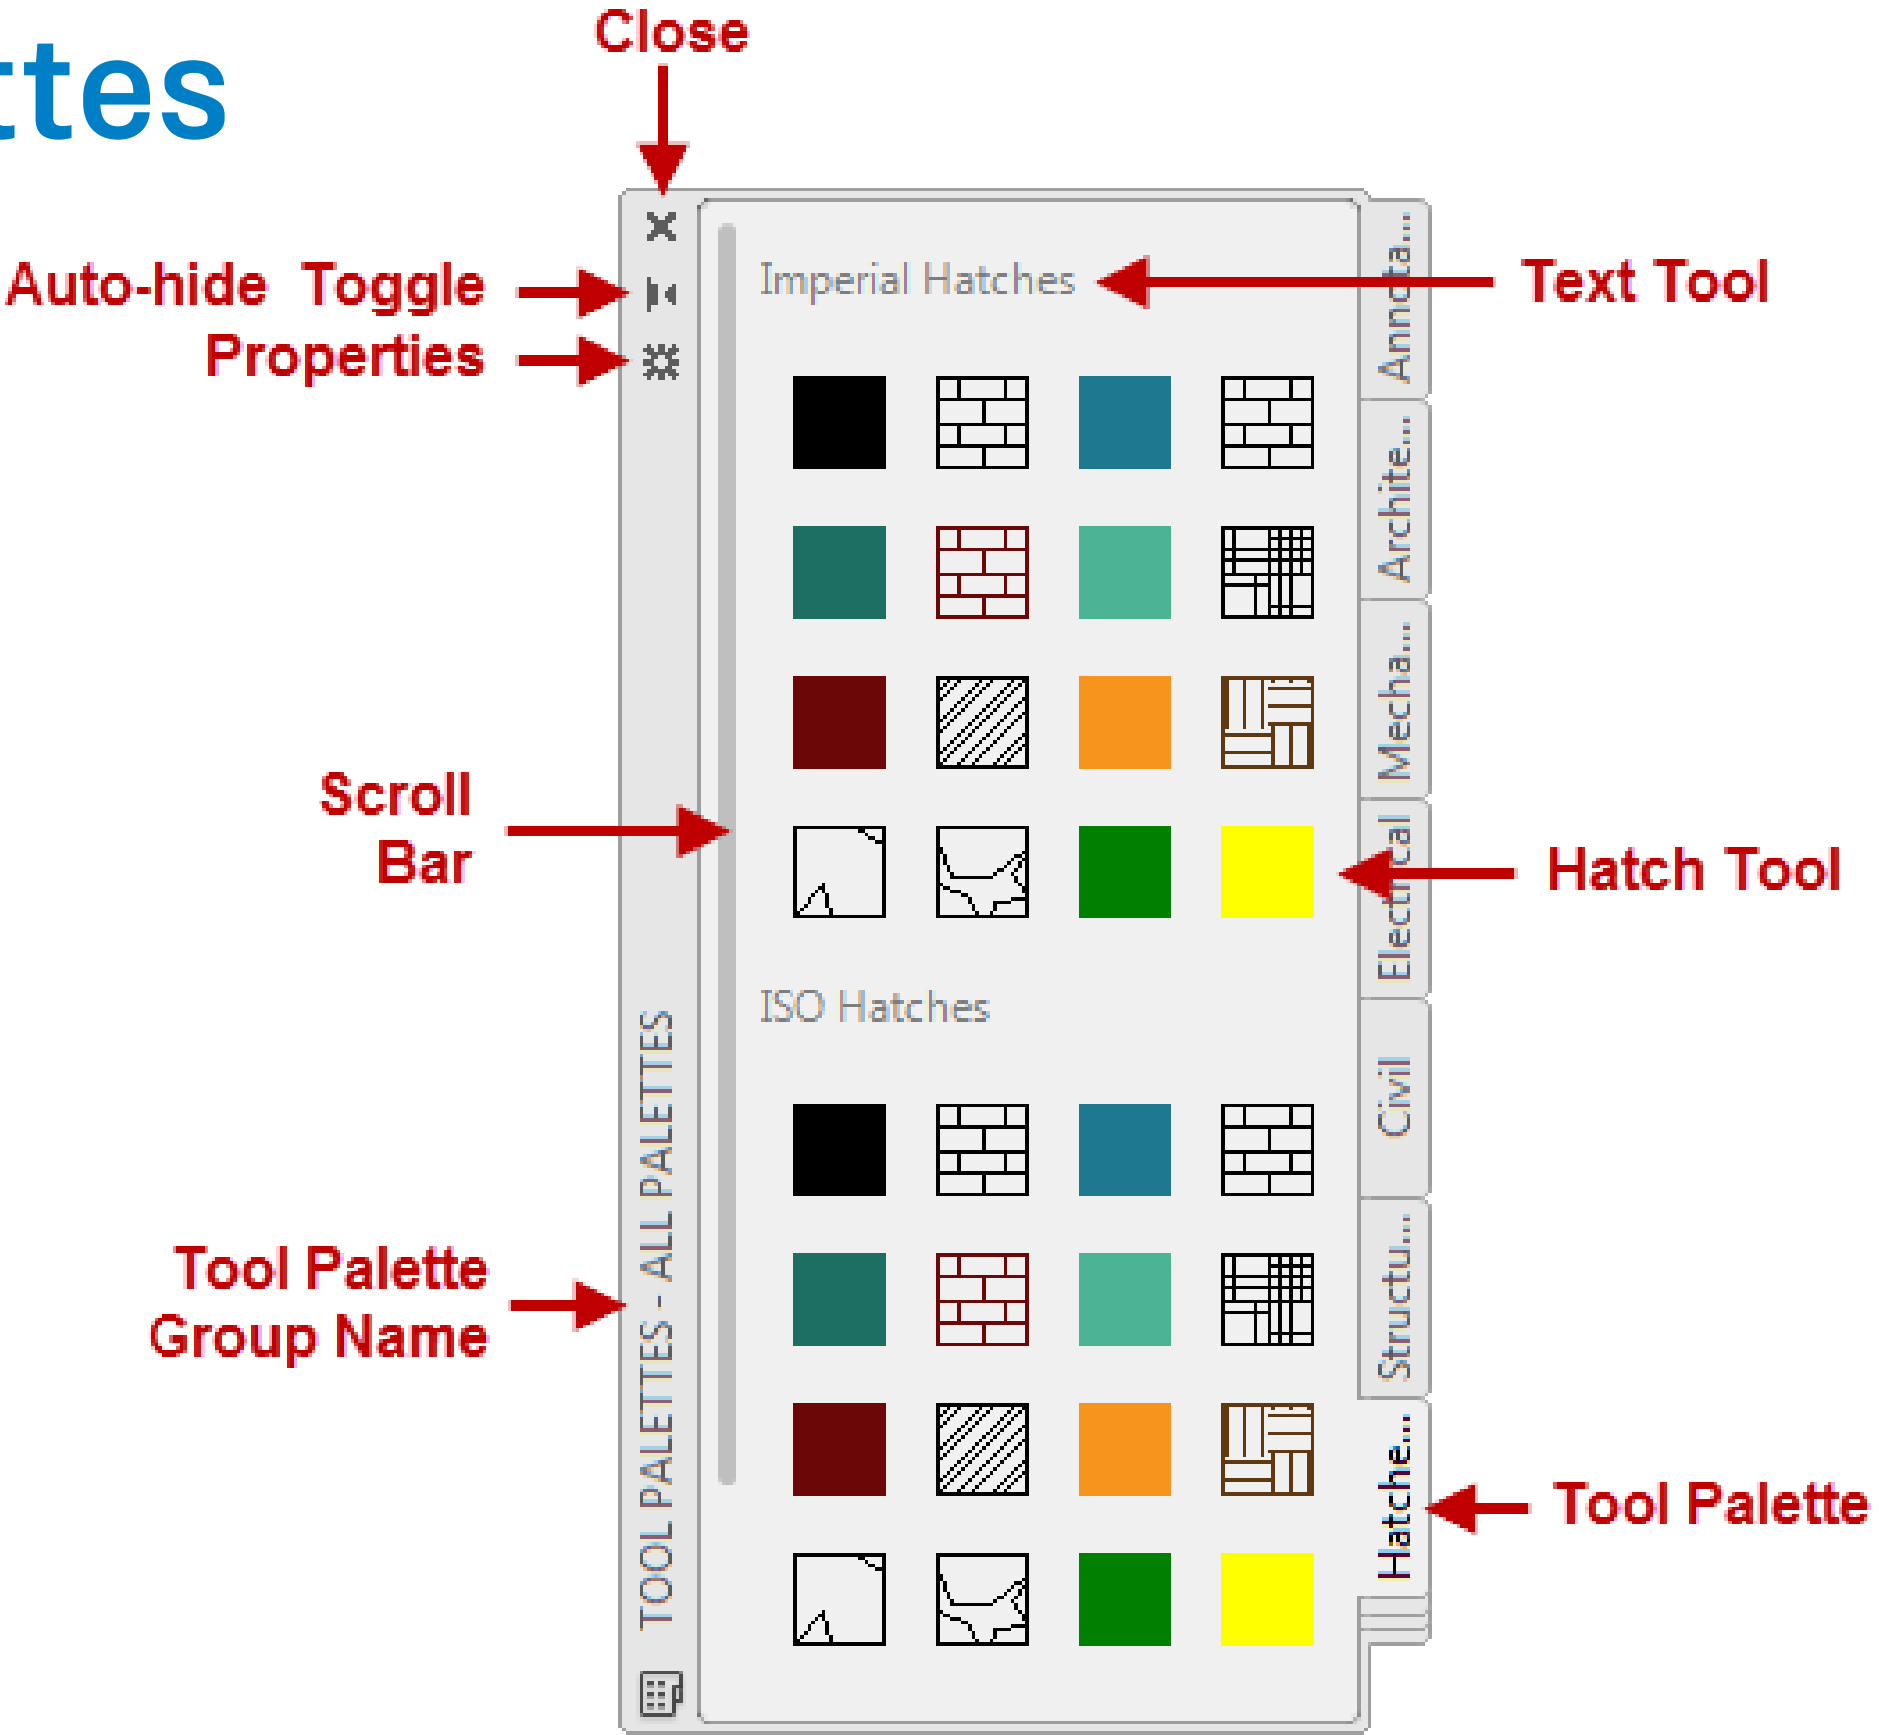 ttes
Close
Auto-hide Toggle
Properties
Imperial Hatches
Text Tool
Scroll
Bar
Hatch Tool
ISO Hatches
Tool Palette
Group Name
Tool Palette
TOOL PALETTES - ALL PALETTES
Annota...
Archite...
Mecha...
Electrical
Civil
Structu...
Hatche...